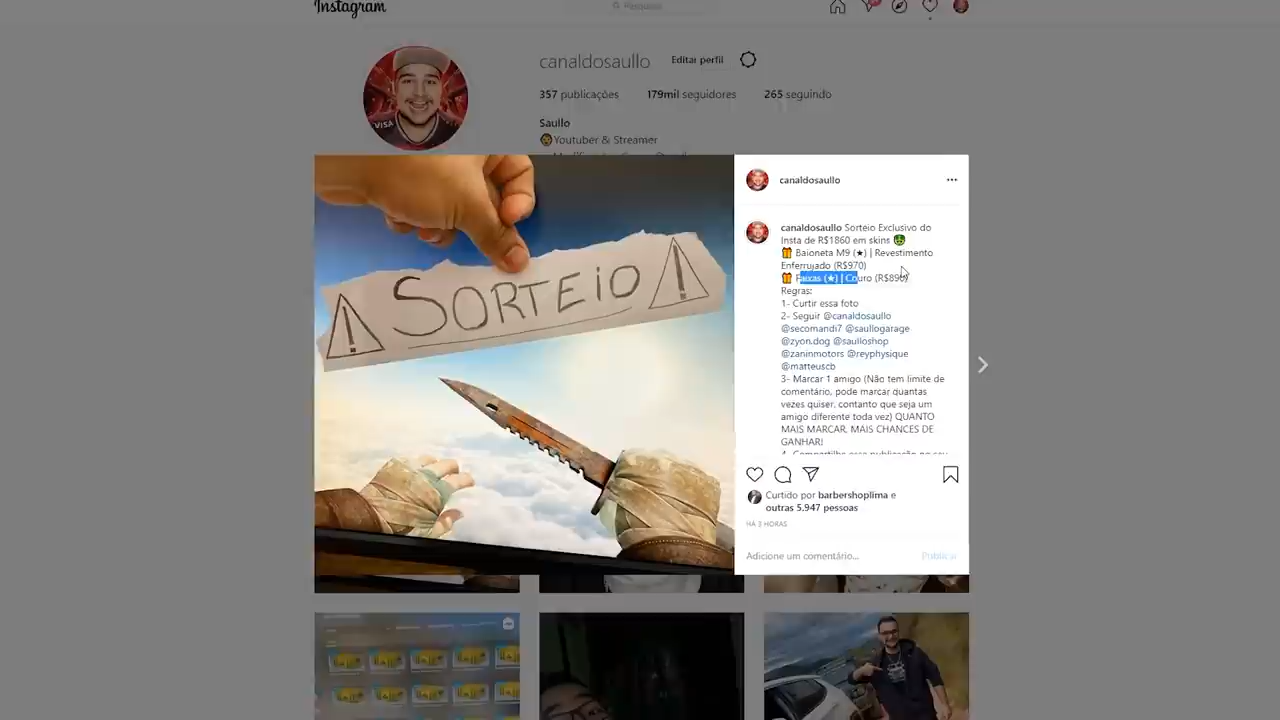 Instagram
Pesquisar
canaldosaullo Editar perfil
357 publicações 179mil seguidores 265 seguindo
Saullo
Youtuber & Streamer
VISA
SORTEIO
canaldosaullo
canaldosaullo Sorteio Exclusivo do
Insta de R$1860 em skins
Baioneta M9 (★) | Revestimento
Enferrujado (R$970)
Faixas (★) | Couro (R$890)
Regras:
1- Curtir essa foto
2- Seguir @canaldosaullo
@secomandi7 @saullogarage
@zyon.dog @saulloshop
@zaninmotors @reyphysique
@matteuscb
3- Marcar 1 amigo (Não tem limite de
comentário, pode marcar quantas
vezes quiser, contanto que seja um
amigo diferente toda vez) QUANTO
MAIS MARCAR, MAIS CHANCES DE
GANHAR!
Curtido por barbershoplima e
outras 5.947 pessoas
HÁ 3 HORAS
Adicione um comentário... Publicar